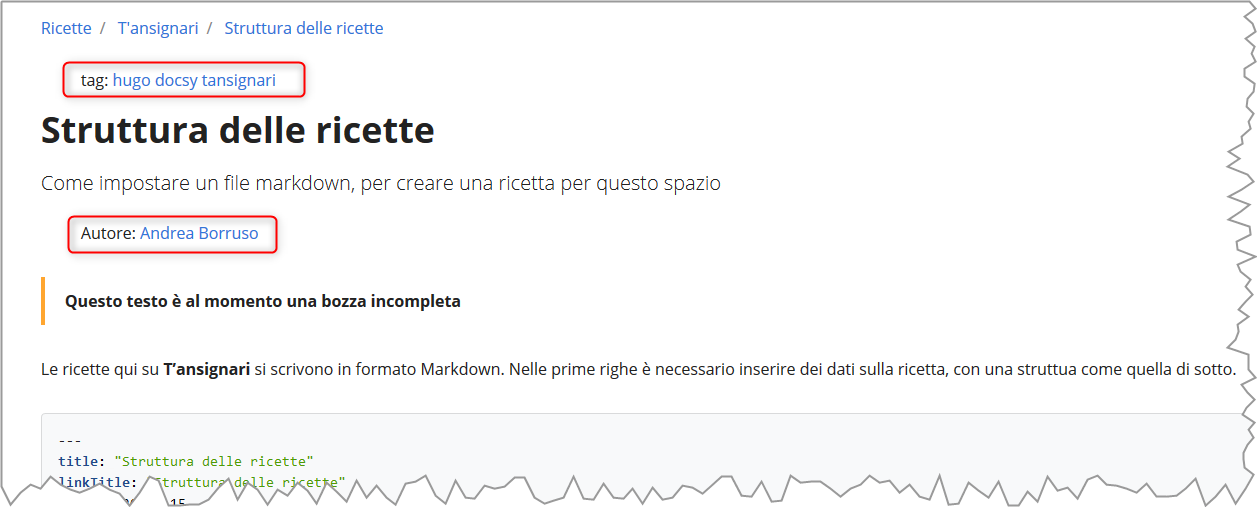 Ricette / T'ansignari / Struttura delle ricette
tag: hugo docsy tansignari
Struttura delle ricette
Come impostare un file markdown, per creare una ricetta per questo spazio
Autore: Andrea Borruso
Questo testo è al momento una bozza incompleta
Le ricette qui su T’ansignari si scrivono in formato Markdown. Nelle prime righe è necessario inserire dei dati sulla ricetta, con una struttua come quella di sotto.
---
title: "Struttura delle ricette"
linkTitle: "Struttura delle ricette"
15